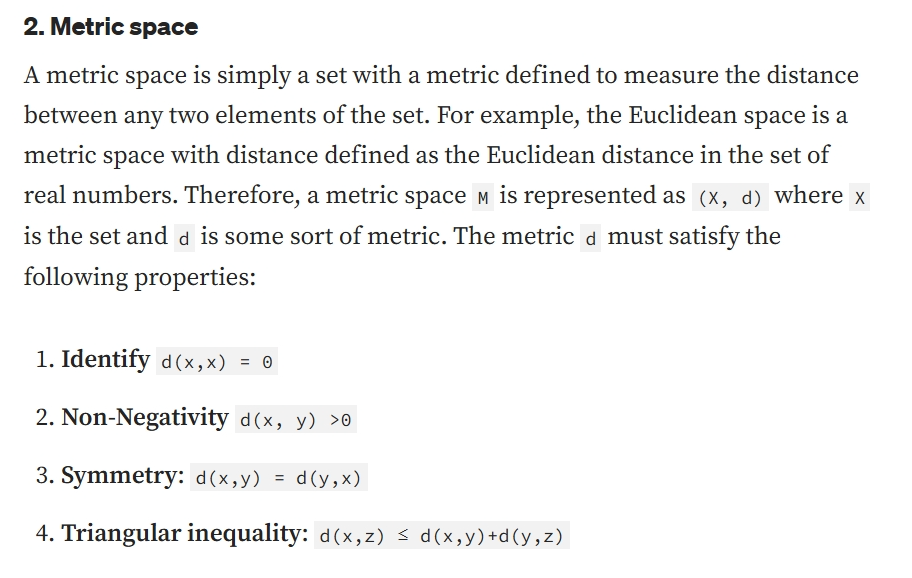 2. Metric space
A metric space is simply a set with a metric defined to measure the distance
between any two elements of the set. For example, the Euclidean space is a
metric space with distance defined as the Euclidean distance in the set of
real numbers. Therefore, a metric space M is represented as (X, d) where X
is the set and d is some sort of metric. The metric d must satisfy the
following properties:
1. Identify d(x,x) = 0
2. Non-Negativity d(x, y) >0
3. Symmetry: d(x,y) = d(y,x)
4. Triangular inequality: d(x,z) ≤ d(x,y)+d(y,z)